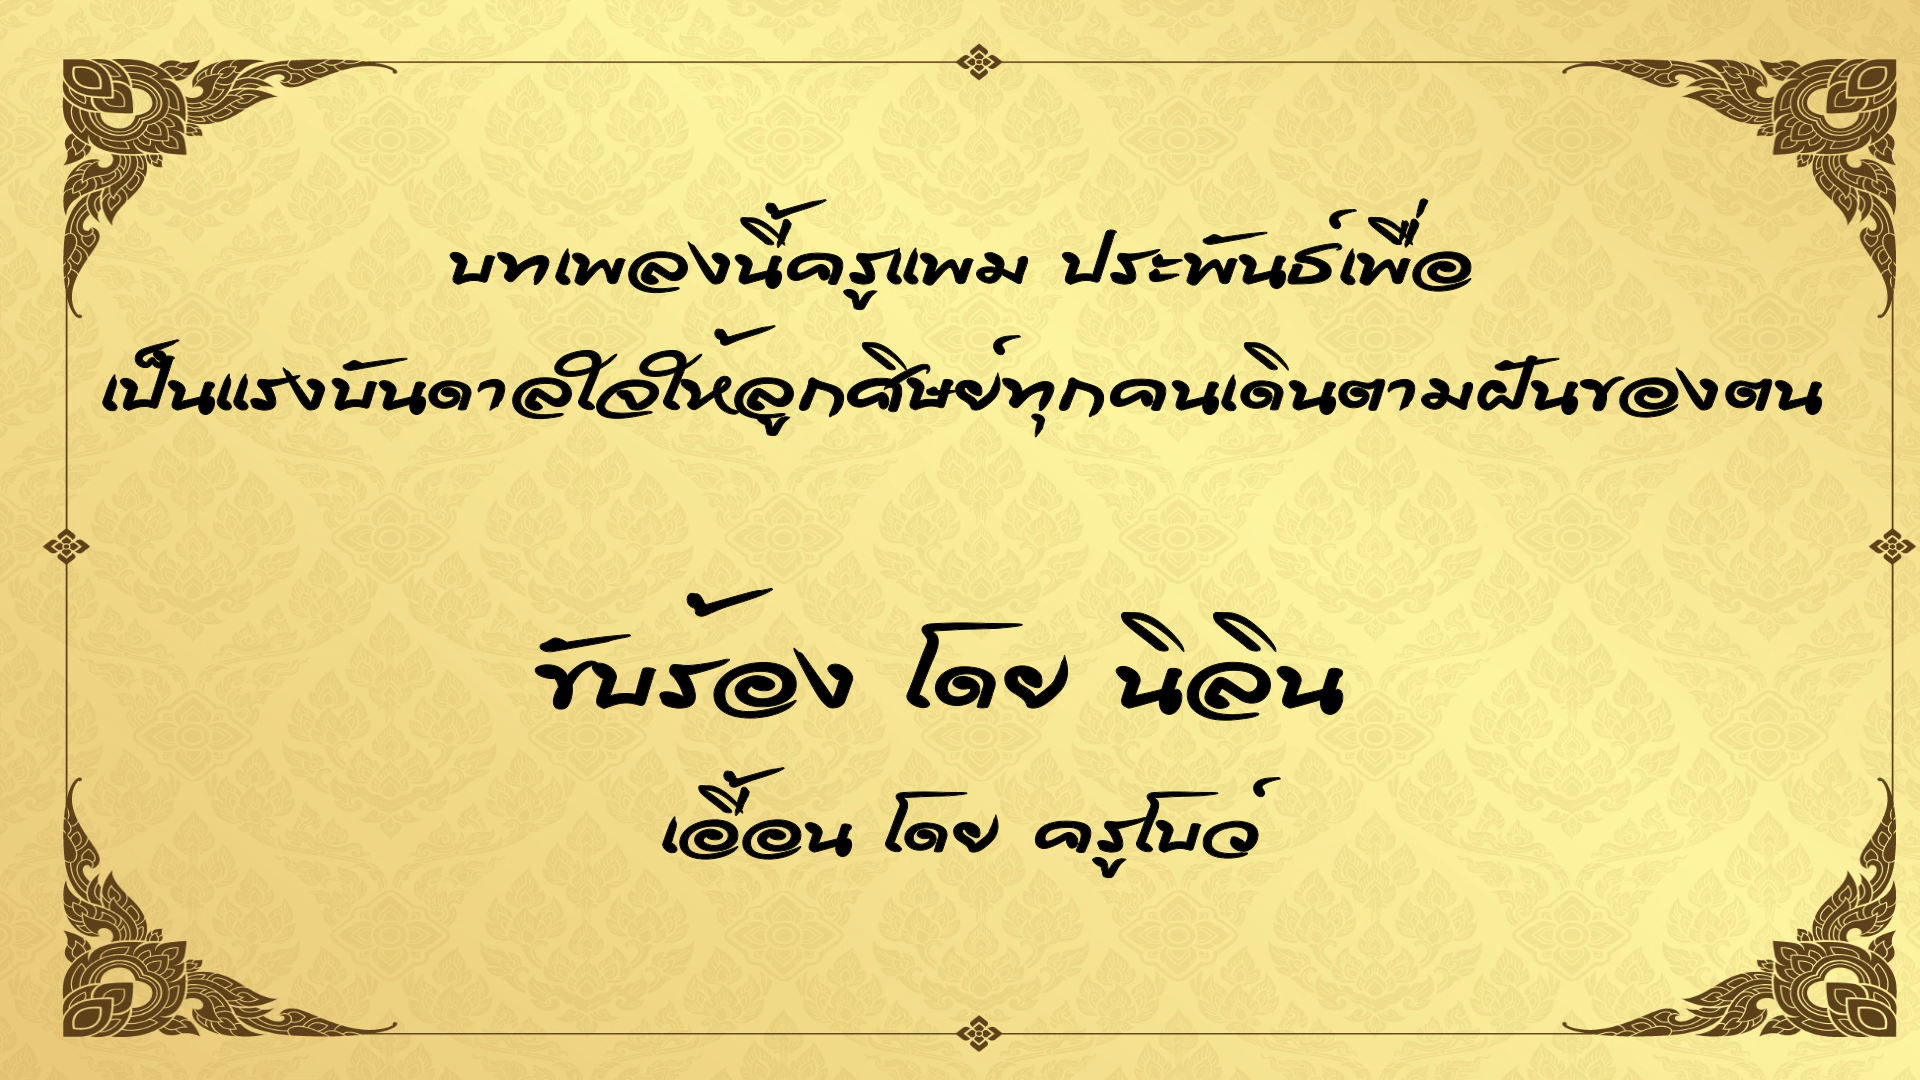 บทเพลงนี้ครูแพม ประพันธ์เพื่อ
เป็นแรงบันดาลใจให้ลูกศิษย์ทุกคนเดินตามฝันของตน
ขับร้อง โดย นิลิน
เอื้อน โดย ครูโบว์